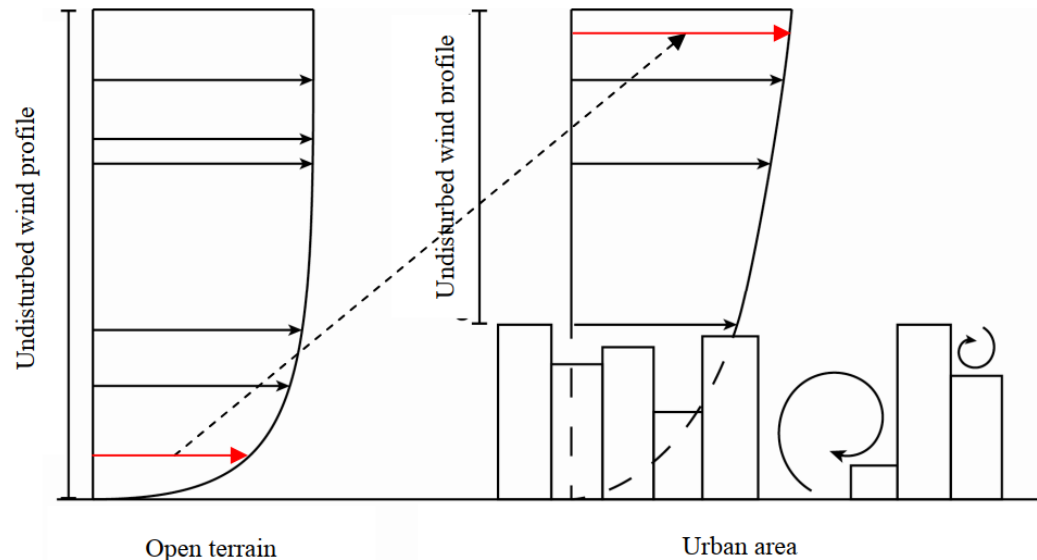 Undisturbed wind profile
Undisturbed wind profile
Open terrain
Urban area